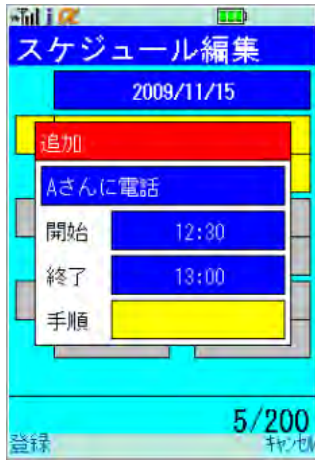 スケジュール編集
2009/11/15
追加
Aさんに電話
開始 12:30
終了 13:00
手順
5/200
登録 キャンセル